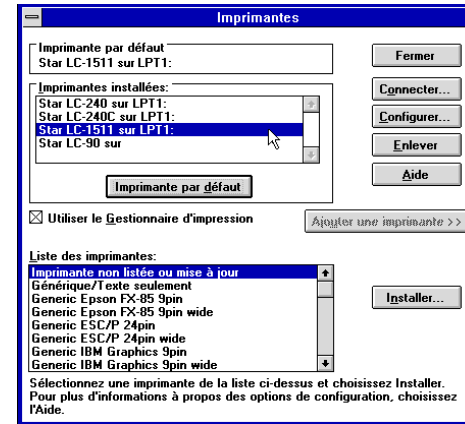 Imprimantes
Imprimante par défaut
Star LC-1511 sur LPT1:
Fermer
Imprimantes installées:
Star LC-240 sur LPT1:
Star LC-240C sur LPT1:
Star LC-1511 sur LPT1:
Star LC-90 sur
Connecter...
Configurer...
Enlever
Aide
Imprimante par défaut
Utiliser le Gestionnaire d'impression
Ajouter une imprimante >>
Liste des imprimantes:
Imprimante non listée ou mise à jour
Générique/Texte seulement
Generic Epson FX-85 9pin
Generic Epson FX-85 9pin wide
Generic ESC/P 24pin
Generic ESC/P 24pin wide
Generic IBM Graphics 9pin
Generic IBM Graphics 9pin wide
Installer...
Sélectionnez une imprimante de la liste ci-dessus et choisissez Installer.
Pour plus d'informations à propos des options de configuration, choisissez
l'Aide.